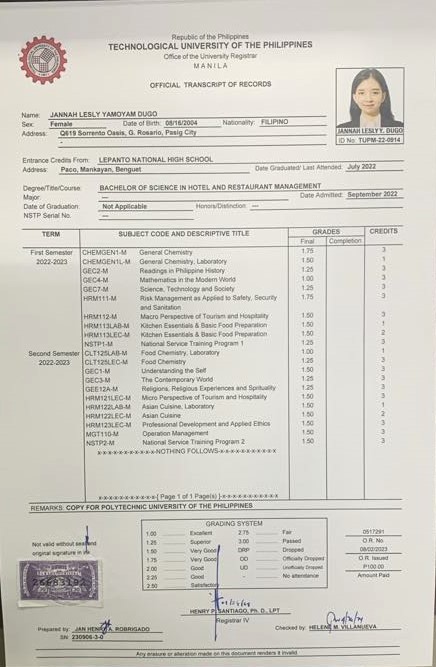 Republic of the Philippines
TECHNOLOGICAL UNIVERSITY OF THE PHILIPPINES
Office of the University Registrar
MANILA
OFFICIAL TRANSCRIPT OF RECORDS
Name: JANNAH LESLY YAMOYAM DUGO
Sex: Female Date of Birth: 08/16/2004 Nationality: FILIPINO
Address: Q619 Sorrento Oasis, G. Rosario, Pasig City
-
JANNAH LESLY Y. DUGO
ID No: TUPM-22-0914
Entrance Credits From: LEPANTO NATIONAL HIGH SCHOOL
Address: Paco, Mankayan, Benguet Date Graduated/ Last Attended: July 2022
Degree/Title/Course: BACHELOR OF SCIENCE IN HOTEL AND RESTAURANT MANAGEMENT
Major: --- Date Admitted: September 2022
Date of Graduation: Not Applicable Honors/Distinction: ---
NSTP Serial No.: ---
TERM SUBJECT CODE AND DESCRIPTIVE TITLE GRADES CREDITS
Final Completion
First Semester CHEMGEN1-M General Chemistry 1.75 3
2022-2023 CHEMGEN1L-M General Chemistry, Laboratory 1.50 1
GEC2-M Readings in Philippine History 1.25 3
GEC4-M Mathematics in the Modern World 1.00 3
GEC7-M Science, Technology and Society 1.25 3
HRM111-M Risk Management as Applied to Safety, Security 1.75 3
and Sanitation
HRM112-M Macro Perspective of Tourism and Hospitality 1.50 3
HRM113LAB-M Kitchen Essentials & Basic Food Preparation 1.50 1
HRM113LEC-M Kitchen Essentials & Basic Food Preparation 1.50 2
NSTP1-M National Service Training Program 1 1.25 3
Second Semester CLT125LAB-M Food Chemistry, Laboratory 1.00 1
2022-2023 CLT125LEC-M Food Chemistry 1.25 3
GEC1-M Understanding the Self 1.50 3
GEC3-M The Contemporary World 1.25 3
GEE12A-M Religions, Religious Experiences and Sprituality 1.25 3
HRM121LEC-M Micro Perspective of Tourism and Hospitality 1.50 3
HRM122LAB-M Asian Cuisine, Laboratory 1.50 1
HRM122LEC-M Asian Cuisine 1.50 2
HRM123LEC-M Professional Development and Applied Ethics 1.50 3
MGT110-M Operation Management 1.50 3
NSTP2-M National Service Training Program 2 1.50 3
x-x-x-x-x-x-x-x-x-x-NOTHING FOLLOWS-x-x-x-x-x-x-x-x-x-x
x-x-x-x-x-x-x-x-x-x-[ Page 1 of 1 Page(s) ]-x-x-x-x-x-x-x-x-x-x
REMARKS: COPY FOR POLYTECHNIC UNIVERSITY OF THE PHILIPPINES
GRADING SYSTEM
1.00 Excellent 2.75 Fair
1.25 Superior 3.00 Passed
1.50 Very Good DRP Dropped
1.75 Very Good OD Officially Dropped
2.00 Good UD Unofficially Dropped
2.25 Good - No attendance
2.50 Satisfactory
0517291
O.R. No.
08/02/2023
O.R. Issued
P100.00
Amount Paid
Not valid without seal and
original signature in ink
HENRY P. SANTIAGO, Ph. D., LPT
Registrar IV
Prepared by: JAN HENRY A. ROBRIGADO
SN: 230906-3-0
Checked by: HELENE M. VILLANUEVA
Any erasure or alteration made on this document renders it invalid.